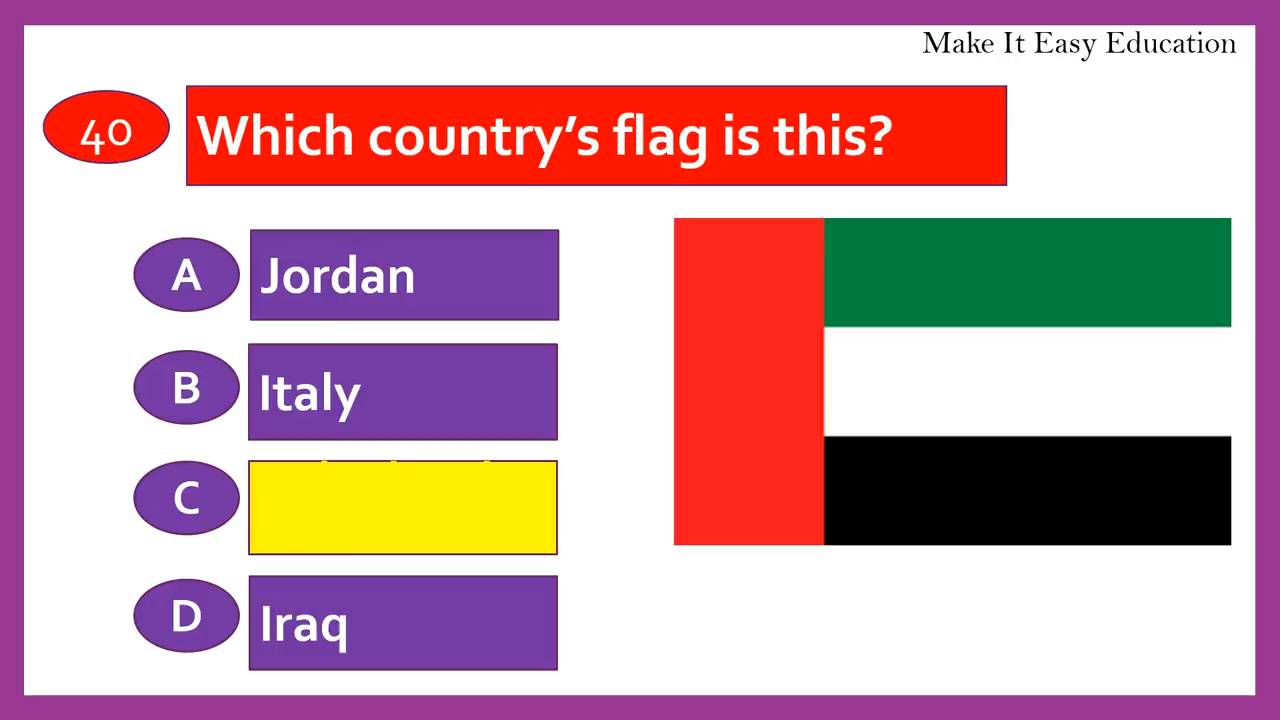 Make It Easy Education
40
Which country's flag is this?
A
Jordan
B
Italy
C
D
Iraq